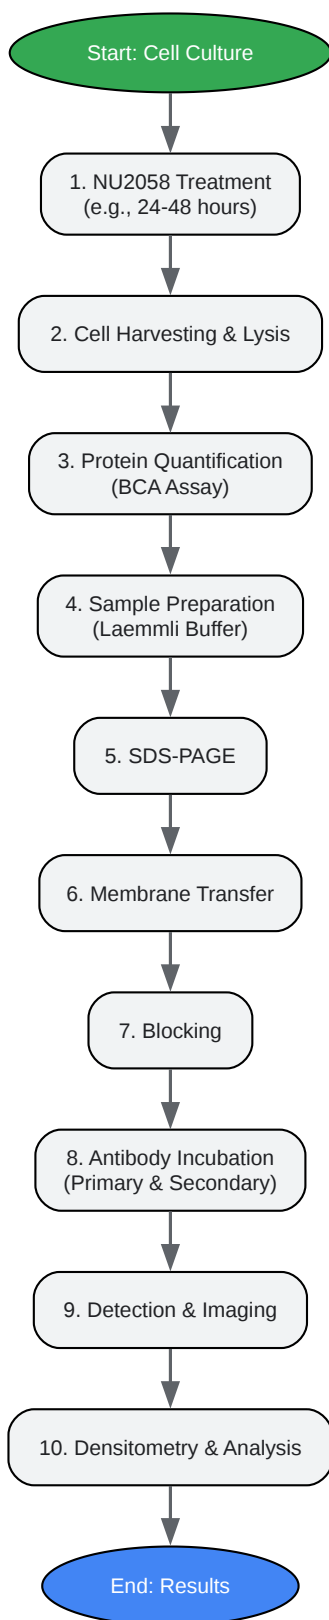 Start: Cell Culture
1. NU2058 Treatment
(e.g., 24-48 hours)
2. Cell Harvesting & Lysis
3. Protein Quantification
(BCA Assay)
4. Sample Preparation
(Laemmli Buffer)
5. SDS-PAGE
6. Membrane Transfer
7. Blocking
8. Antibody Incubation
(Primary & Secondary)
9. Detection & Imaging
10. Densitometry & Analysis
End: Results